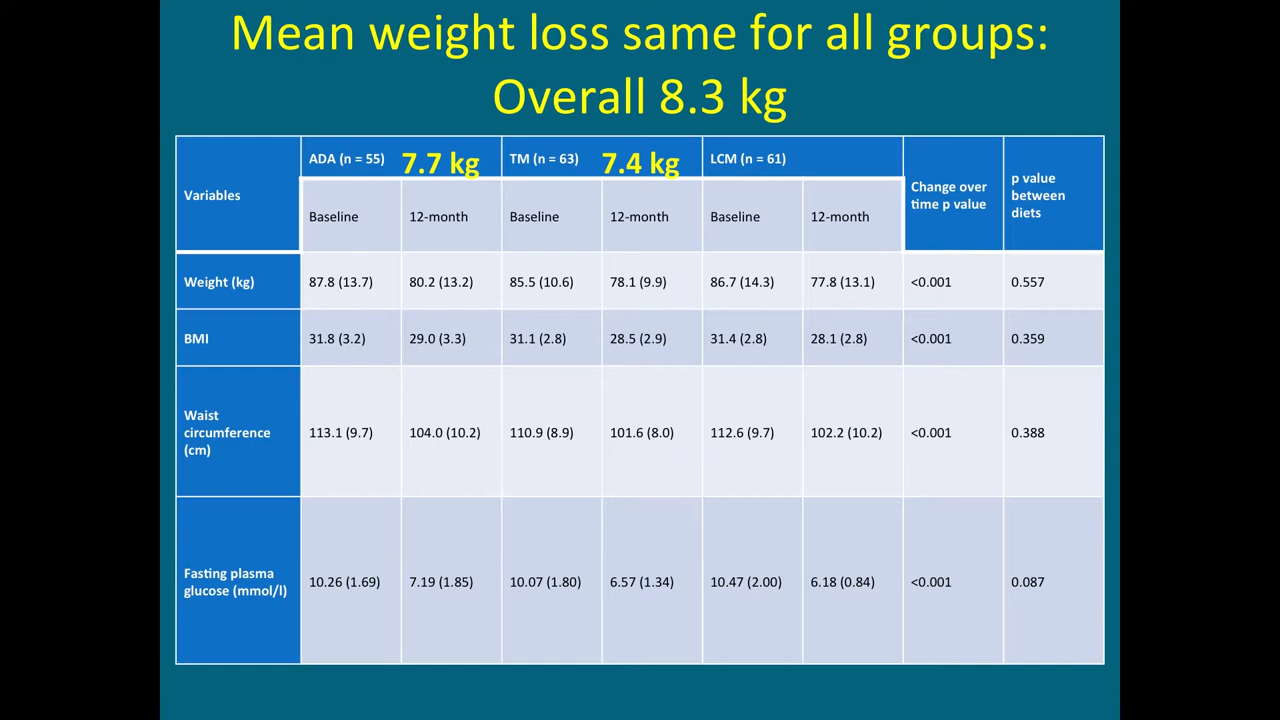 Mean weight loss same for all groups:
Overall 8.3 kg
Variables
ADA (n = 55) 7.7 kg TM (n = 63) 7.4 kg LCM (n = 61)
Change over
time p value
p value
between
diets
Baseline 12-month Baseline 12-month Baseline 12-month
Weight (kg) 87.8 (13.7) 80.2 (13.2) 85.5 (10.6) 78.1 (9.9) 86.7 (14.3) 77.8 (13.1) <0.001 0.557
BMI 31.8 (3.2) 29.0 (3.3) 31.1 (2.8) 28.5 (2.9) 31.4 (2.8) 28.1 (2.8) <0.001 0.359
Waist
circumference
(cm)
113.1 (9.7) 104.0 (10.2) 110.9 (8.9) 101.6 (8.0) 112.6 (9.7) 102.2 (10.2) <0.001 0.388
Fasting plasma
glucose (mmol/l)
10.26 (1.69) 7.19 (1.85) 10.07 (1.80) 6.57 (1.34) 10.47 (2.00) 6.18 (0.84) <0.001 0.087